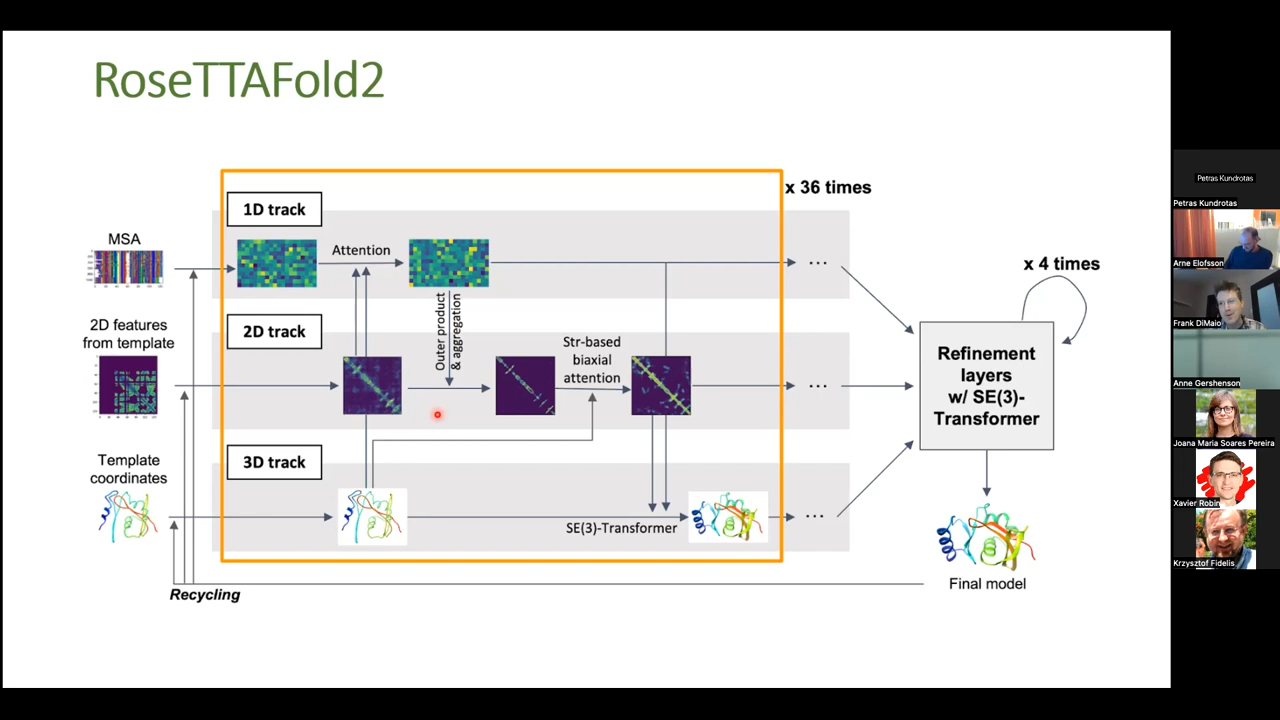 RoseTTAFold2
x 36 times
1D track
MSA
Attention
x 4 times
Outer product
& aggregation
2D features
from template
2D track
Str-based
biaxial
attention
Refinement
layers
w/ SE(3)-
Transformer
Template
coordinates
3D track
SE(3)-Transformer
Final model
Recycling
Petras Kundrotas
Petras Kundrotas
Arne Elofsson
Frank DiMaio
Anne Gershenson
Joana Maria Soares Pereira
Xavier Robin
Krzysztof Fidelis